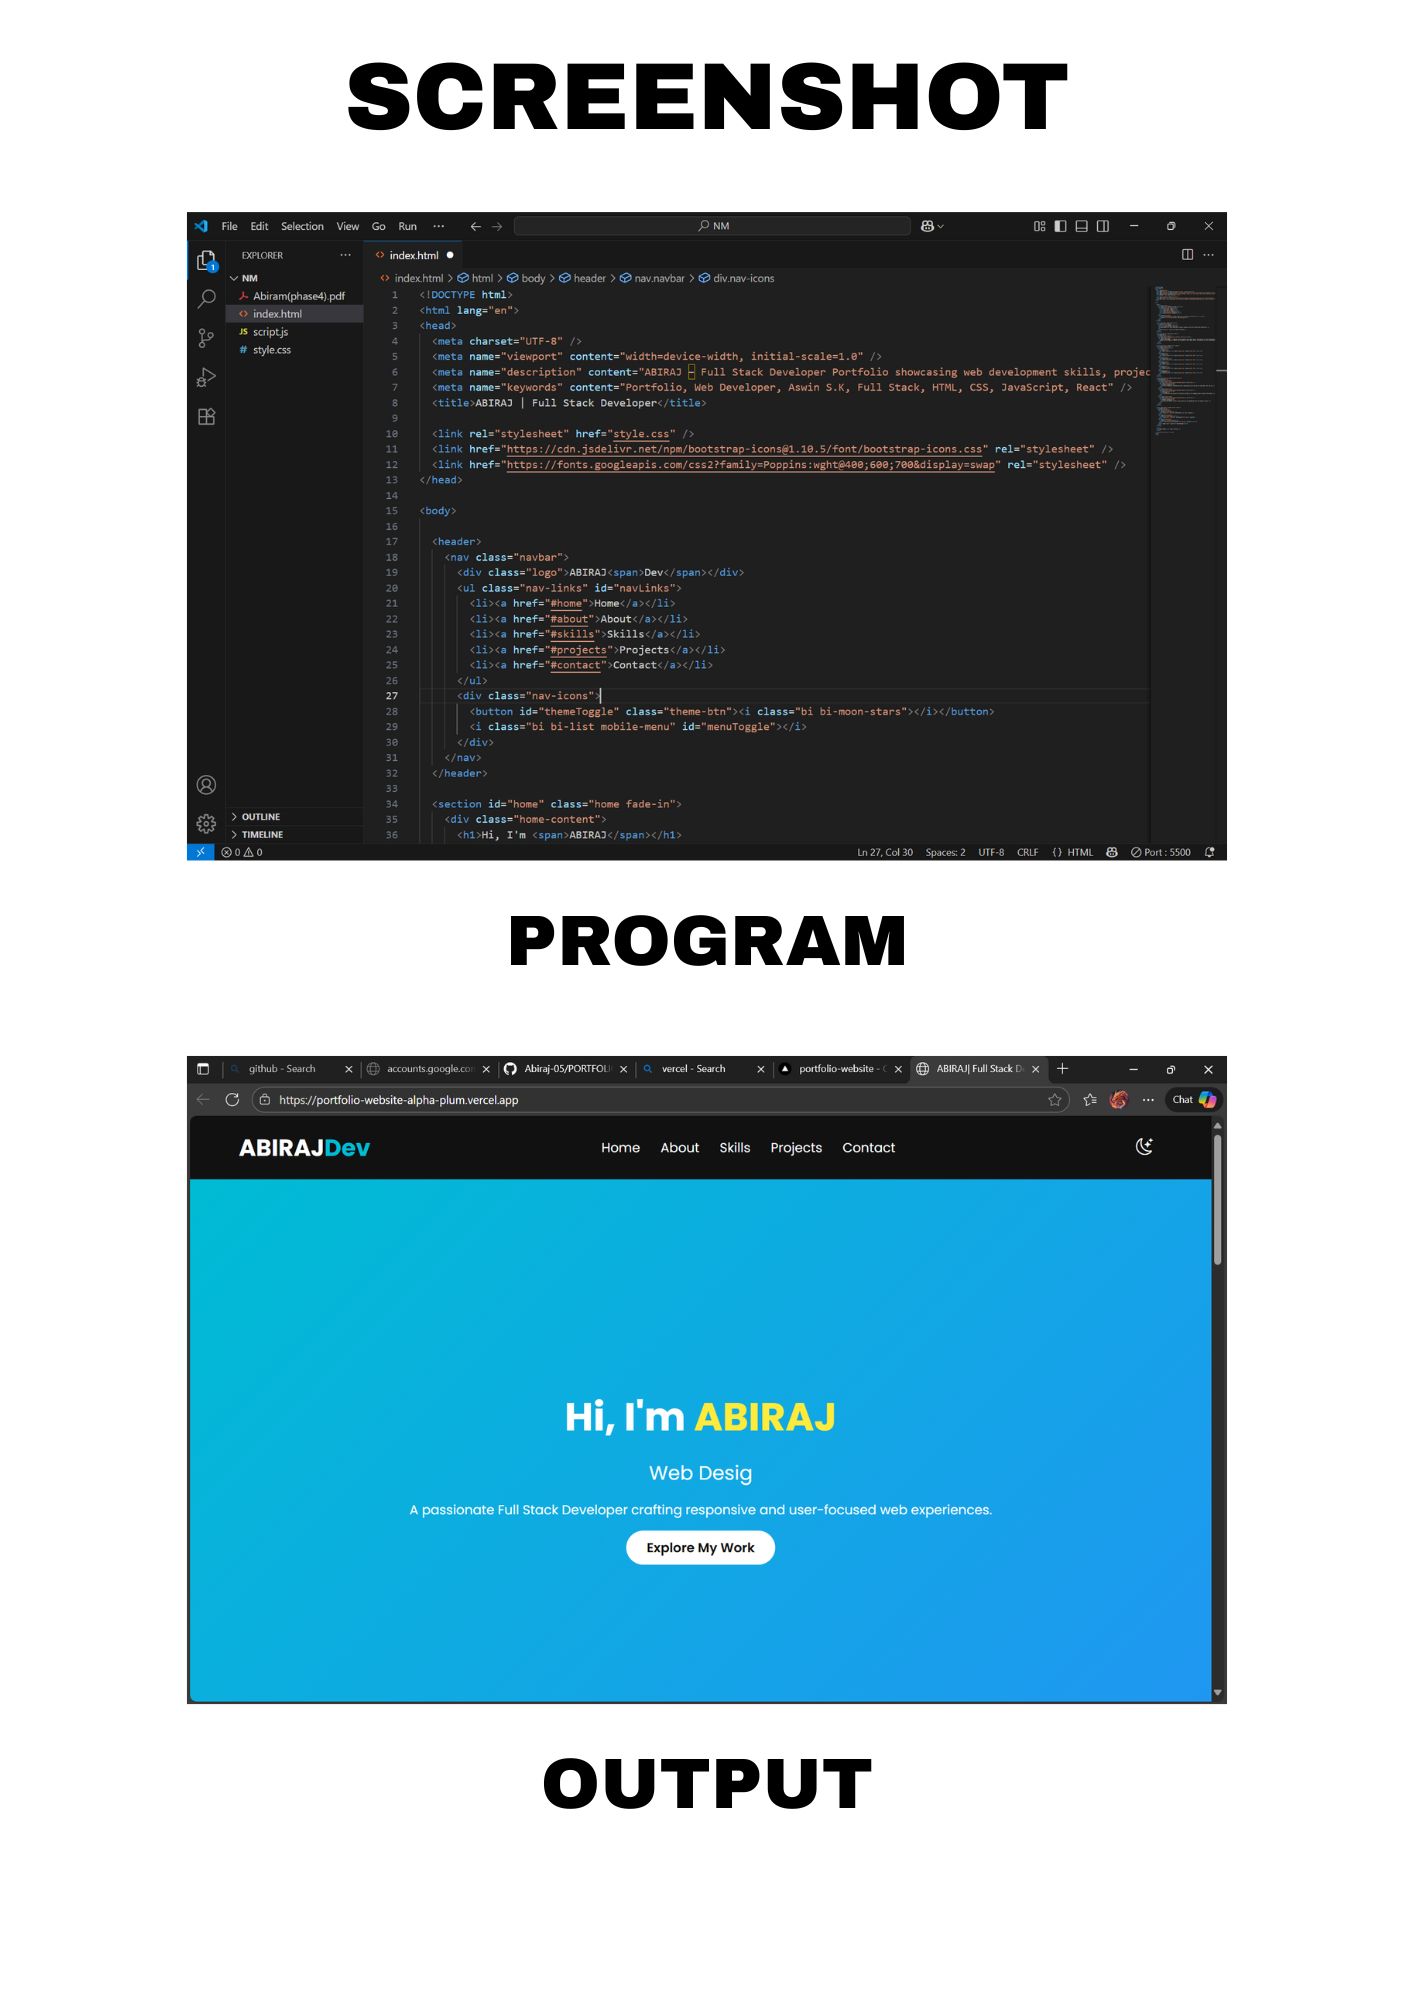 SCREENSHOT
File Edit Selection View Go Run ··· NM
EXPLORER ···
index.html
NM
index.html > html > body > header > nav.navbar > div.nav-icons
Abiram(phase4).pdf
index.html
script.js
style.css
1 <!DOCTYPE html>
2 <html lang="en">
3 <head>
4 <meta charset="UTF-8" />
5 <meta name="viewport" content="width=device-width, initial-scale=1.0" />
6 <meta name="description" content="ABIRAJ – Full Stack Developer Portfolio showcasing web development skills, projec
7 <meta name="keywords" content="Portfolio, Web Developer, Aswin S.K, Full Stack, HTML, CSS, JavaScript, React" />
8 <title>ABIRAJ | Full Stack Developer</title>
9
10 <link rel="stylesheet" href="style.css" />
11 <link href="https://cdn.jsdelivr.net/npm/bootstrap-icons@1.10.5/font/bootstrap-icons.css" rel="stylesheet" />
12 <link href="https://fonts.googleapis.com/css2?family=Poppins:wght@400;600;700&display=swap" rel="stylesheet" />
13 </head>
14
15 <body>
16
17 <header>
18 <nav class="navbar">
19 <div class="logo">ABIRAJ<span>Dev</span></div>
20 <ul class="nav-links" id="navLinks">
21 <li><a href="#home">Home</a></li>
22 <li><a href="#about">About</a></li>
23 <li><a href="#skills">Skills</a></li>
24 <li><a href="#projects">Projects</a></li>
25 <li><a href="#contact">Contact</a></li>
26 </ul>
27 <div class="nav-icons">
28 <button id="themeToggle" class="theme-btn"><i class="bi bi-moon-stars"></i></button>
29 <i class="bi bi-list mobile-menu" id="menuToggle"></i>
30 </div>
31 </nav>
32 </header>
33
34 <section id="home" class="home fade-in">
35 <div class="home-content">
36 <h1>Hi, I'm <span>ABIRAJ</span></h1>
OUTLINE
TIMELINE
0 0 Ln 27, Col 30 Spaces: 2 UTF-8 CRLF {} HTML Port : 5500
PROGRAM
github - Search accounts.google.co Abiraj-05/PORTFOLI vercel - Search portfolio-website - ABIRAJ| Full Stack D
https://portfolio-website-alpha-plum.vercel.app Chat
ABIRAJDev Home About Skills Projects Contact
Hi, I'm ABIRAJ
Web Desig
A passionate Full Stack Developer crafting responsive and user-focused web experiences.
Explore My Work
OUTPUT